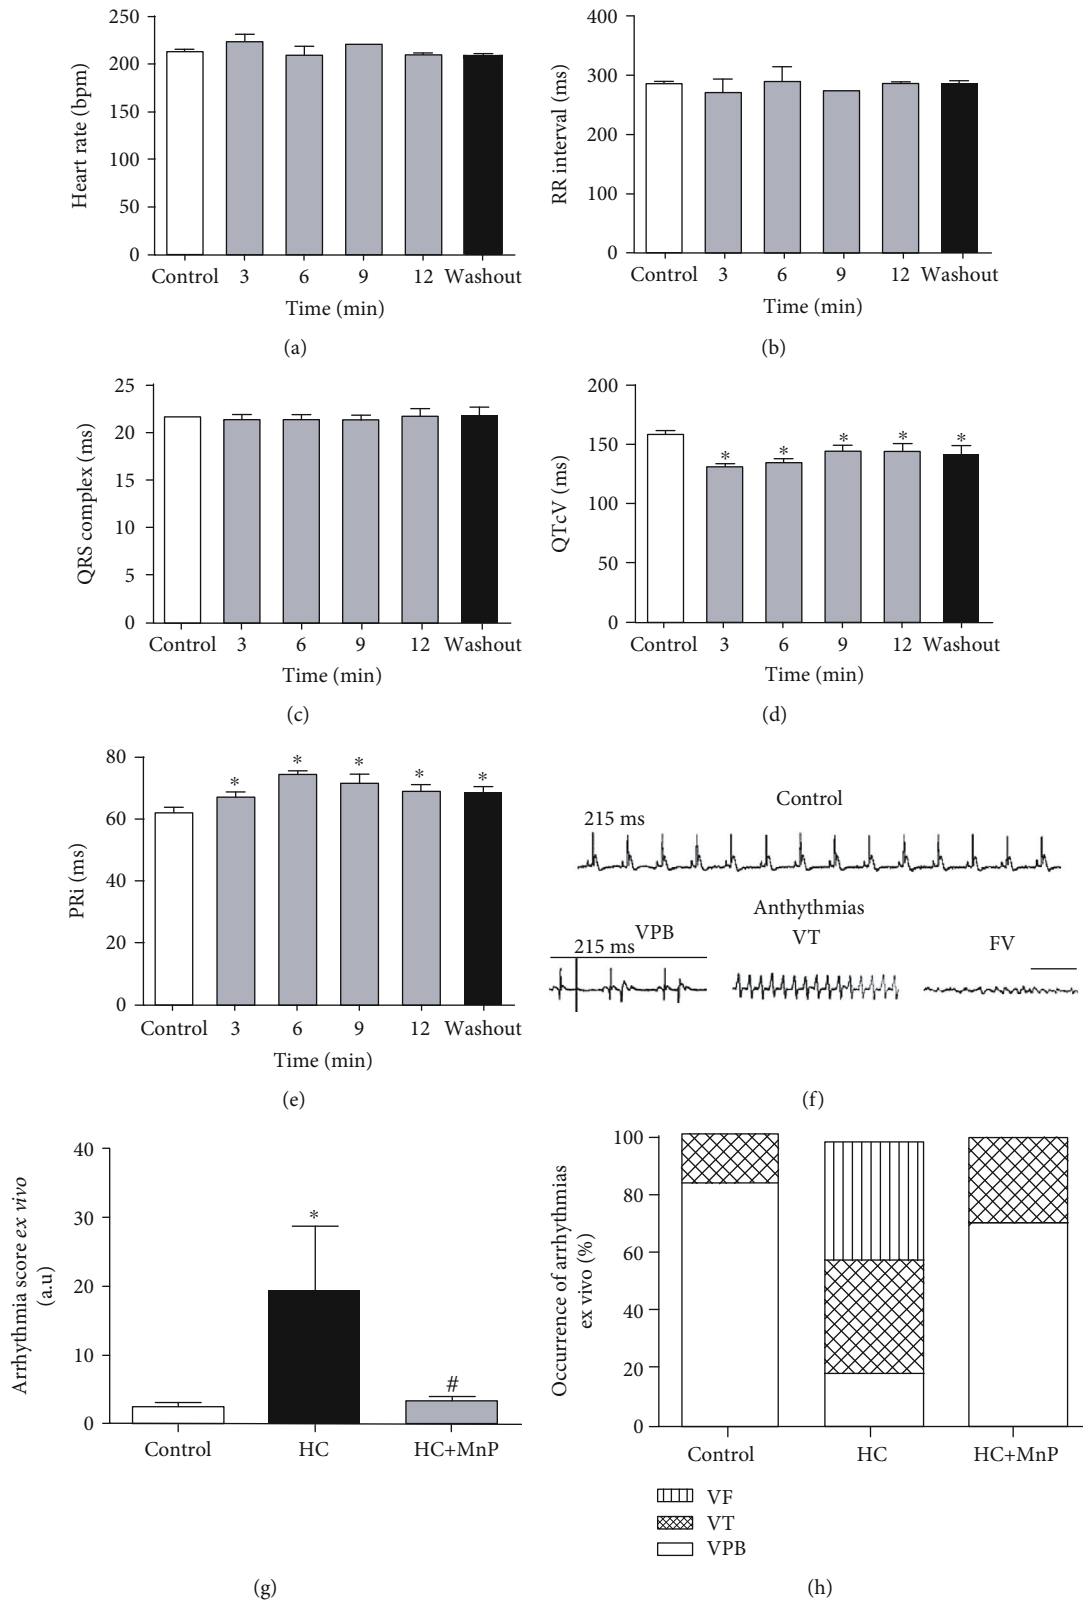 250
200
150
200
50
0
Heart rate (bpm)
Control 3 6 9 12 Washout
Time (min)
(a)
400
300
200
100
0
RR interval (ms)
Control 3 6 9 12 Washout
Time (min)
(b)
25
20
15
10
5
0
QRS complex (ms)
Control 3 6 9 12 Washout
Time (min)
(c)
200
150
100
50
0
QTcV (ms)
* * * * *
Control 3 6 9 12 Washout
Time (min)
(d)
80
60
40
20
0
PRi (ms)
* * * * *
Control 3 6 9 12 Washout
Time (min)
(e)
Control
215 ms
Anthythmias
VPB VT FV
215 ms
(f)
40
30
20
10
0
Arrhythmia score ex vivo
(a.u)
*
#
Control HC HC+MnP
(g)
100
80
60
40
20
0
Occurrence of arrhythmias
ex vivo (%)
Control HC HC+MnP
VF
VT
VPB
(h)